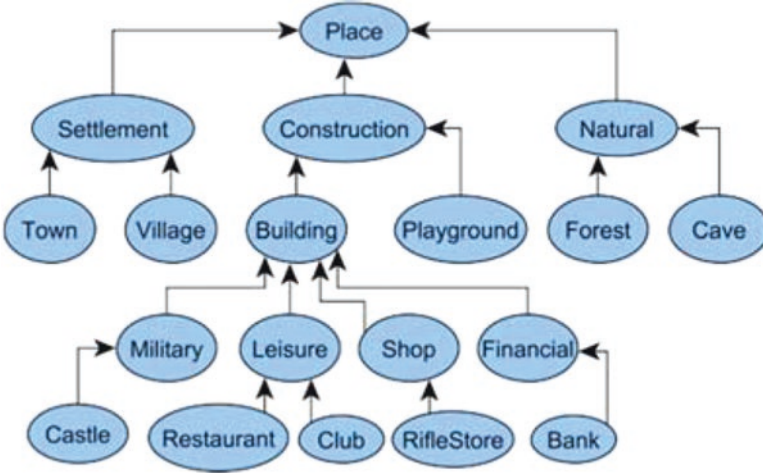 Place
Settlement
Construction
Natural
Town
Village
Building
Playground
Forest
Cave
Military
Leisure
Shop
Financial
Castle
Restaurant
Club
RifleStore
Bank